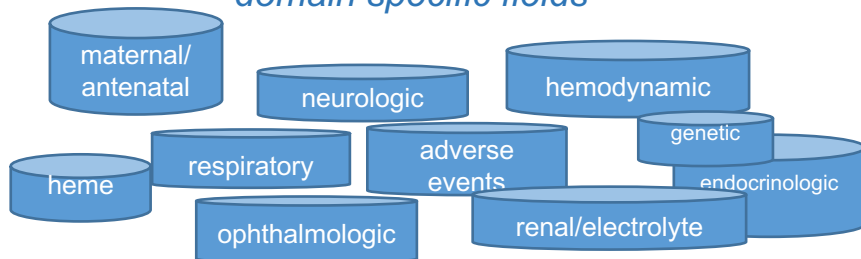 domain specific fields
maternal/
antenatal
neurologic
hemodynamic
genetic
heme
respiratory
adverse
events
endocrinologic
ophthalmologic
renal/electrolyte